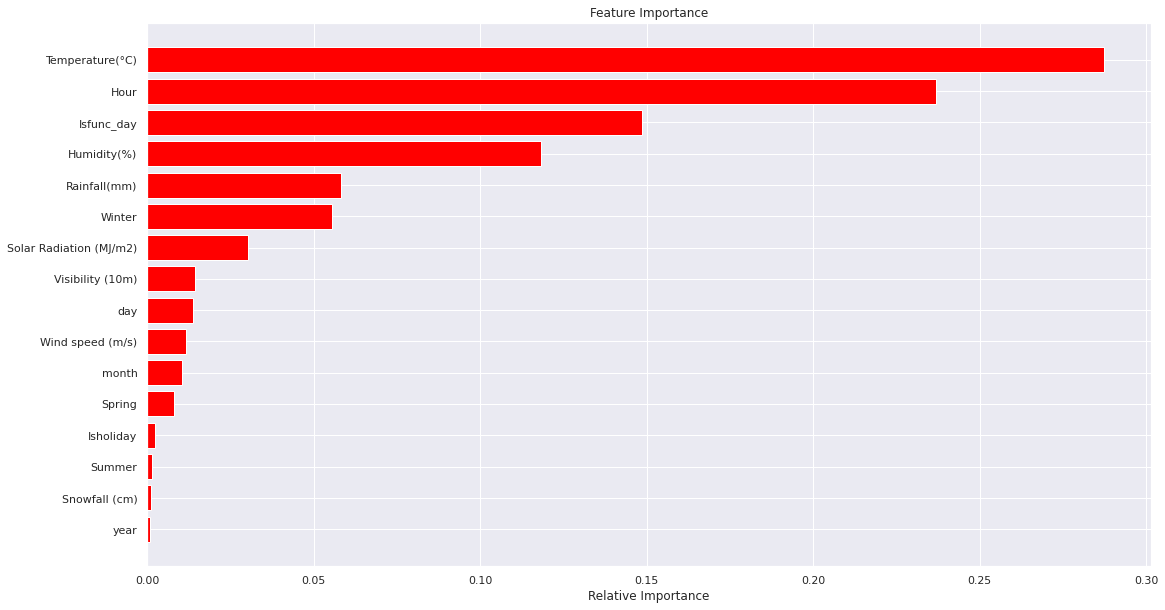 Feature Importance
Temperature(°C)
Hour
Isfunc_day
Humidity(%)
Rainfall(mm)
Winter
Solar Radiation (MJ/m2)
Visibility (10m)
day
Wind speed (m/s)
month
Spring
Isholiday
Summer
Snowfall (cm)
year
0.00 0.05 0.10 0.15 0.20 0.25 0.30
Relative Importance